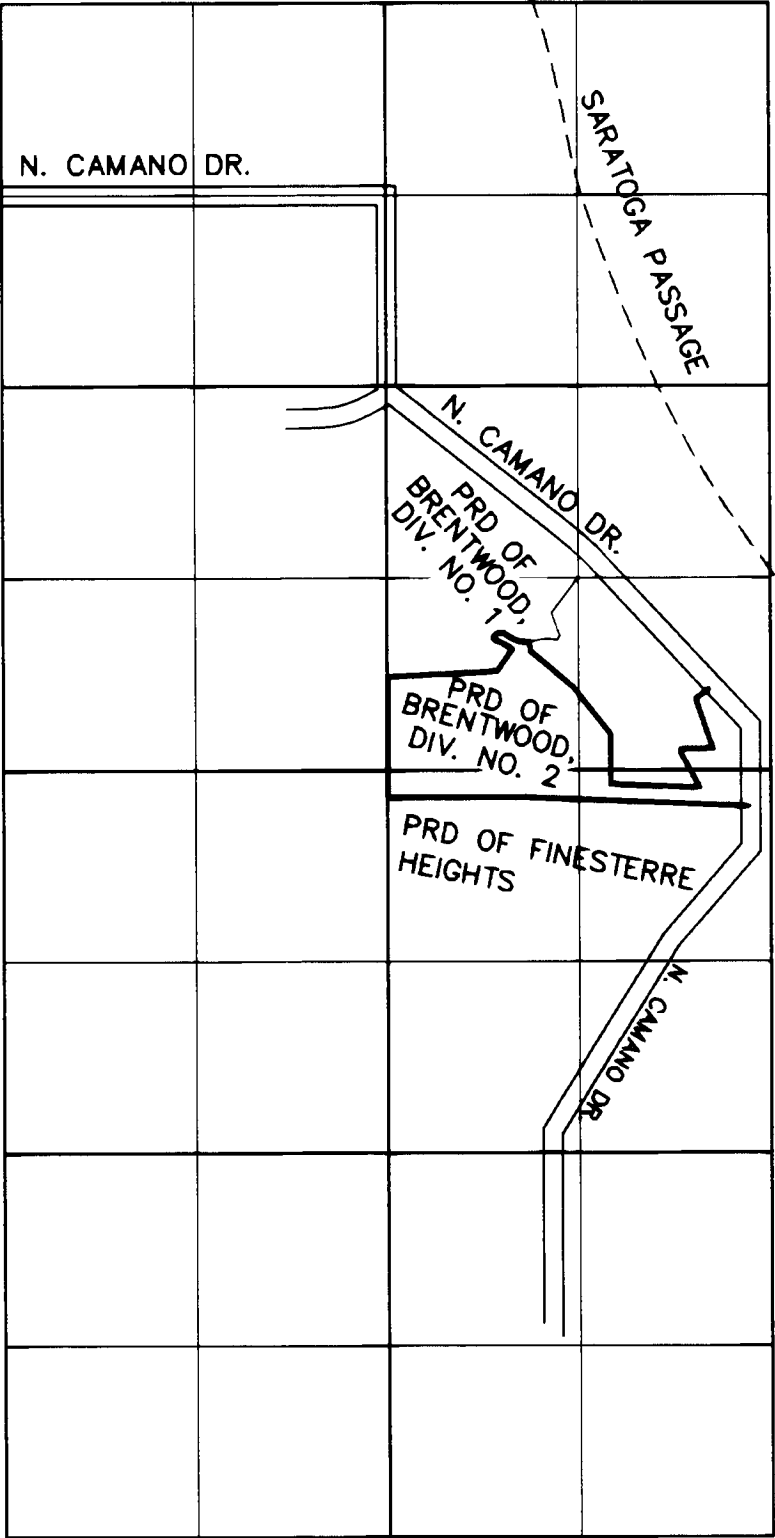 SARATOGA PASSAGE
N. CAMANO DR.
N. CAMANO DR.
PRD OF
BRENTWOOD,
DIV. NO. 1
PRD OF
BRENTWOOD,
DIV. NO. 2
PRD OF FINESTERRE
HEIGHTS
N. CAMANO DR.